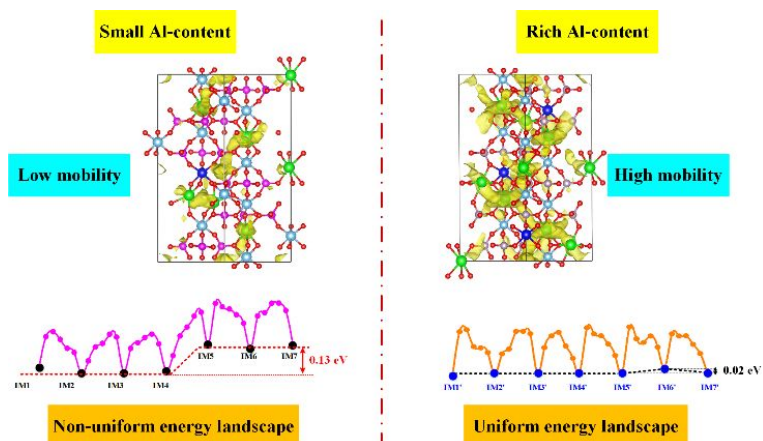 Small Al-content
Rich Al-content
Low mobility
High mobility
IM1
IM2
IM3
IM4
IM5
IM6
IM7
0.13 eV
IM1'
IM2'
IM3'
IM4'
IM5'
IM6'
IM7'
0.02 eV
Non-uniform energy landscape
Uniform energy landscape